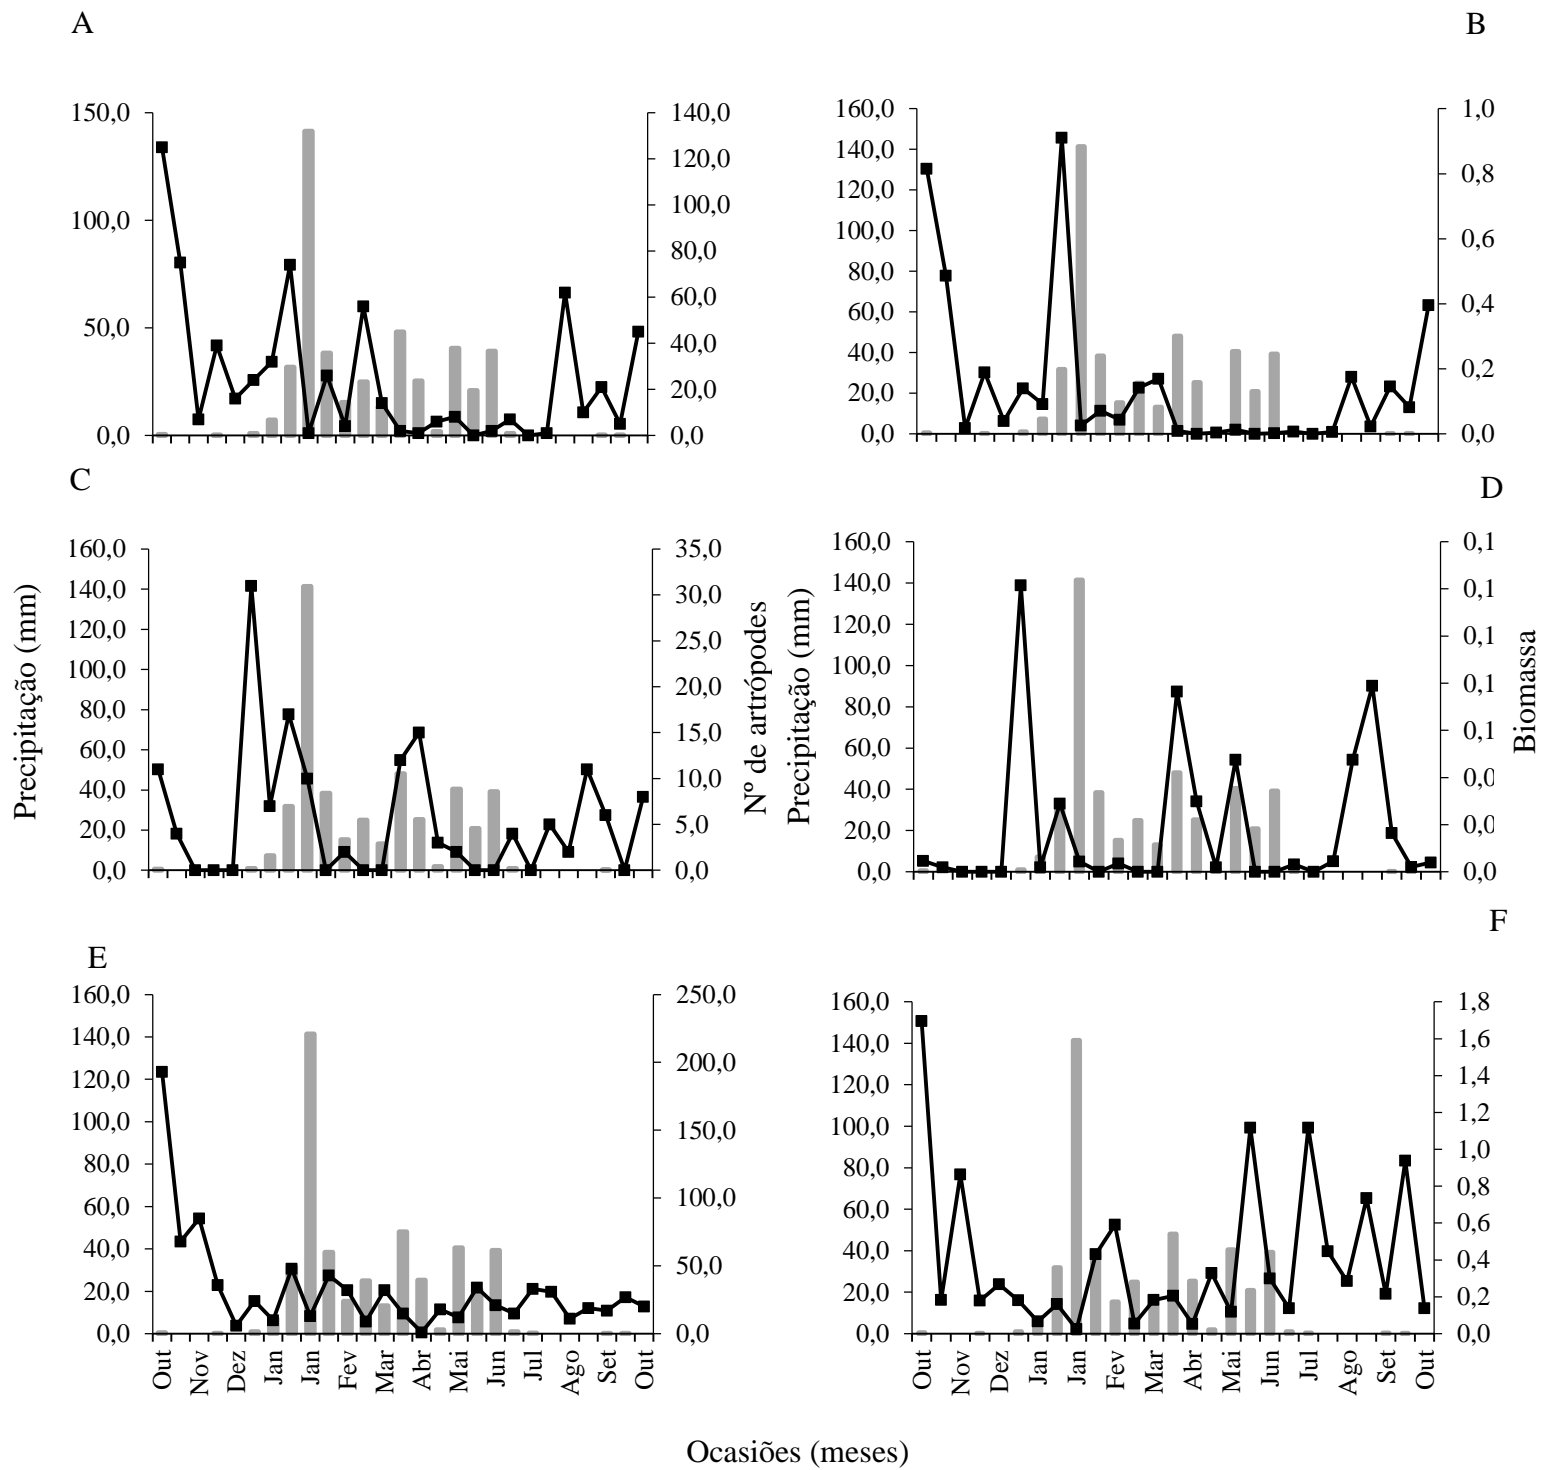 A
B
150,0
100,0
50,0
0,0
140,0
120,0
100,0
80,0
60,0
40,0
20,0
0,0
160,0
140,0
120,0
100,0
80,0
60,0
40,0
20,0
0,0
1,0
0,8
0,6
0,4
0,2
0,0
C
D
Precipitação (mm)
160,0
140,0
120,0
100,0
80,0
60,0
40,0
20,0
0,0
35,0
30,0
25,0
20,0
15,0
10,0
5,0
0,0
Nº de artrópodes
Precipitação (mm)
160,0
140,0
120,0
100,0
80,0
60,0
40,0
20,0
0,0
0,1
0,1
0,1
0,1
0,1
0,0
0,0
0,0
Biomassa
E
F
160,0
140,0
120,0
100,0
80,0
60,0
40,0
20,0
0,0
250,0
200,0
150,0
100,0
50,0
0,0
Out
Nov
Dez
Jan
Jan
Fev
Mar
Abr
Mai
Jun
Jul
Ago
Set
Out
160,0
140,0
120,0
100,0
80,0
60,0
40,0
20,0
0,0
1,8
1,6
1,4
1,2
1,0
0,8
0,6
0,4
0,2
0,0
Out
Nov
Dez
Jan
Jan
Fev
Mar
Abr
Mai
Jun
Jul
Ago
Set
Out
Ocasiões (meses)